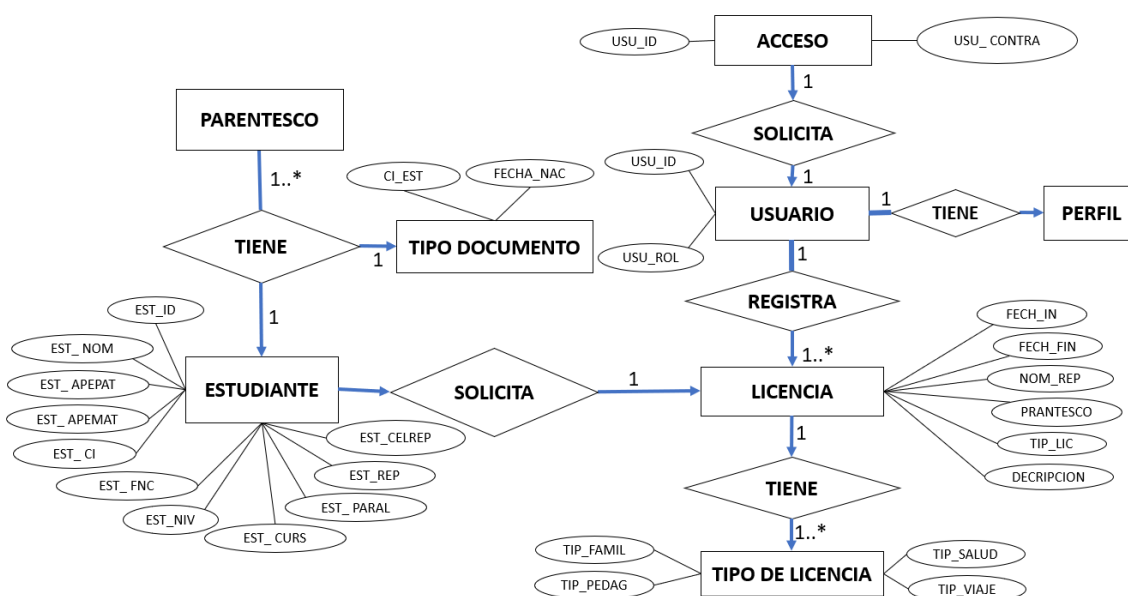 USU_ID
ACCESO
USU_ CONTRA
1
PARENTESCO
SOLICITA
1..*
CI_EST
FECHA_NAC
USU_ID
1
USUARIO
1
TIENE
PERFIL
TIENE
1
TIPO DOCUMENTO
USU_ROL
1
EST_ID
1
REGISTRA
FECH_IN
EST_ NOM
1..*
FECH_FIN
EST_ APEPAT
ESTUDIANTE
SOLICITA
1
LICENCIA
NOM_REP
EST_ APEMAT
PRANTESCO
EST_ CI
EST_CELREP
1
TIP_LIC
EST_ FNC
EST_REP
DECRIPCION
EST_NIV
EST_ PARAL
TIENE
EST_ CURS
1..*
TIP_FAMIL
TIP_SALUD
TIPO DE LICENCIA
TIP_PEDAG
TIP_VIAJE